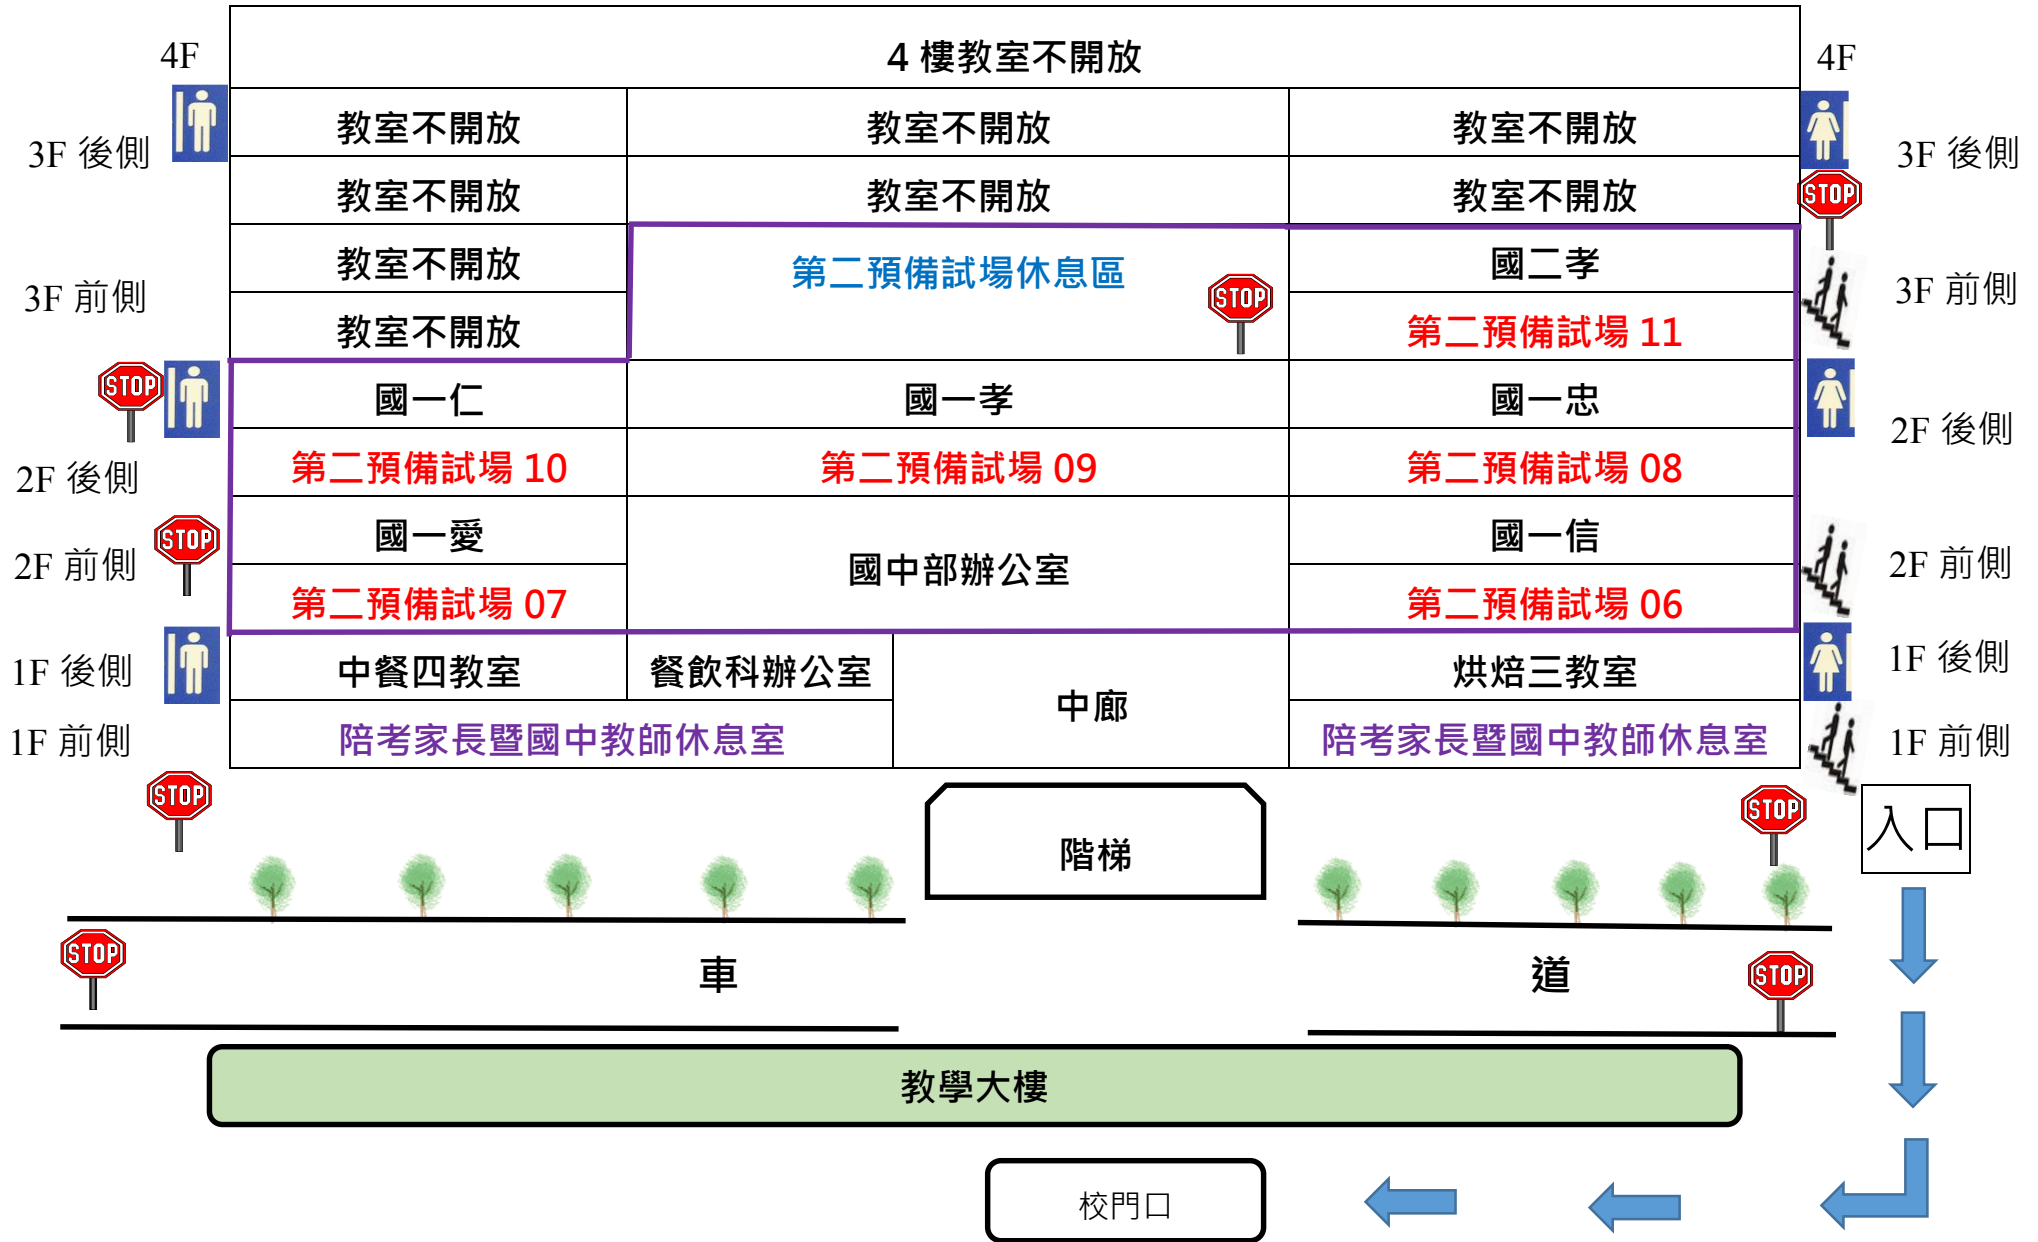 4F
4 樓教室不開放
4F
教室不開放
教室不開放
教室不開放
3F 後側
3F 後側
教室不開放
教室不開放
教室不開放
STOP
教室不開放
第二預備試場休息區
國二孝
3F 前側
STOP
3F 前側
教室不開放
第二預備試場 11
STOP
國一仁
國一孝
國一忠
2F 後側
第二預備試場 10
第二預備試場 09
第二預備試場 08
2F 後側
STOP
國一愛
國一信
2F 前側
國中部辦公室
2F 前側
第二預備試場 07
第二預備試場 06
1F 後側
中餐四教室
餐飲科辦公室
烘焙三教室
1F 後側
中廊
1F 前側
陪考家長暨國中教師休息室
陪考家長暨國中教師休息室
1F 前側
STOP
STOP
入口
階梯
STOP
車
道
STOP
教學大樓
校門口